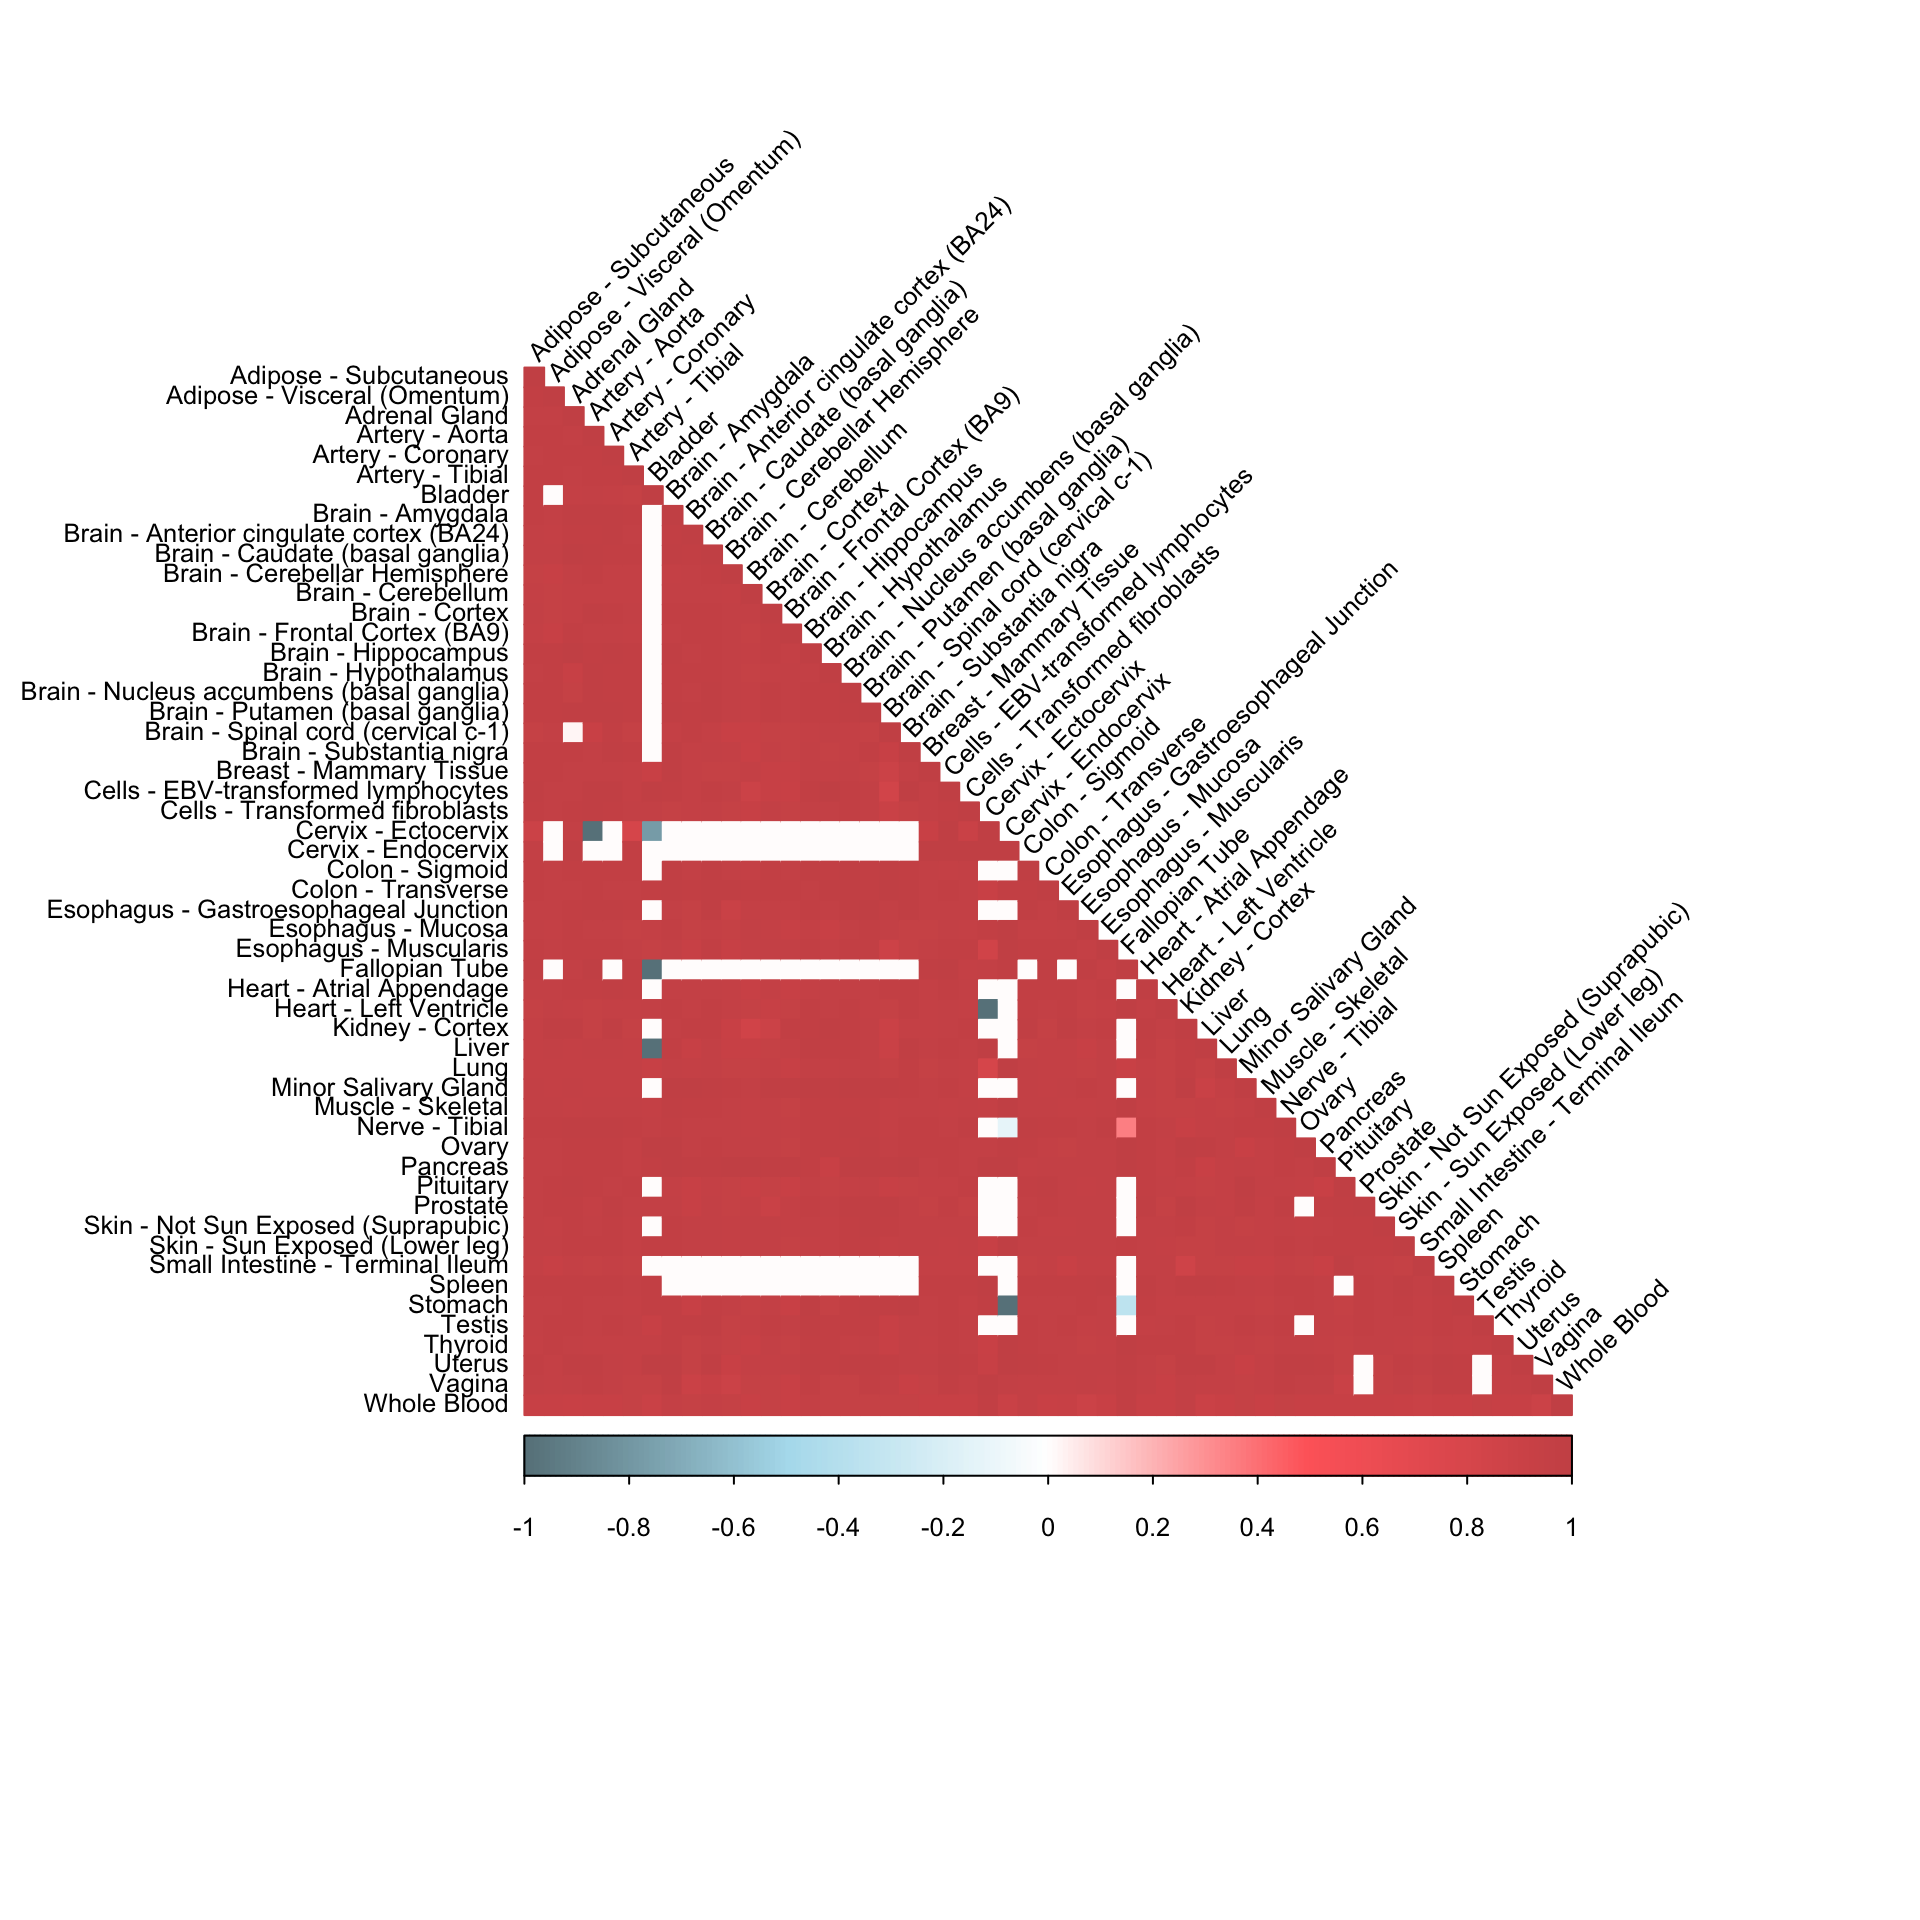 Adipose - Subcutaneous
Adipose - Visceral (Omentum)
Adrenal Gland
Artery - Aorta
Artery - Coronary
Artery - Tibial
Bladder
Brain - Amygdala
Brain - Anterior cingulate cortex (BA24)
Brain - Caudate (basal ganglia)
Brain - Cerebellar Hemisphere
Brain - Cerebellum
Brain - Cortex
Brain - Frontal Cortex (BA9)
Brain - Hippocampus
Brain - Hypothalamus
Brain - Nucleus accumbens (basal ganglia)
Brain - Putamen (basal ganglia)
Brain - Spinal cord (cervical c-1)
Brain - Substantia nigra
Breast - Mammary Tissue
Cells - EBV-transformed lymphocytes
Cells - Transformed fibroblasts
Cervix - Ectocervix
Cervix - Endocervix
Colon - Sigmoid
Colon - Transverse
Esophagus - Gastroesophageal Junction
Esophagus - Mucosa
Esophagus - Muscularis
Fallopian Tube
Heart - Atrial Appendage
Heart - Left Ventricle
Kidney - Cortex
Liver
Lung
Minor Salivary Gland
Muscle - Skeletal
Nerve - Tibial
Ovary
Pancreas
Pituitary
Prostate
Skin - Not Sun Exposed (Suprapubic)
Skin - Sun Exposed (Lower leg)
Small Intestine - Terminal Ileum
Spleen
Stomach
Testis
Thyroid
Uterus
Vagina
Whole Blood
Adipose - Subcutaneous
Adipose - Visceral (Omentum)
Adrenal Gland
Artery - Aorta
Artery - Coronary
Artery - Tibial
Bladder
Brain - Amygdala
Brain - Anterior cingulate cortex (BA24)
Brain - Caudate (basal ganglia)
Brain - Cerebellar Hemisphere
Brain - Cerebellum
Brain - Cortex
Brain - Frontal Cortex (BA9)
Brain - Hippocampus
Brain - Hypothalamus
Brain - Nucleus accumbens (basal ganglia)
Brain - Putamen (basal ganglia)
Brain - Spinal cord (cervical c-1)
Brain - Substantia nigra
Breast - Mammary Tissue
Cells - EBV-transformed lymphocytes
Cells - Transformed fibroblasts
Cervix - Ectocervix
Cervix - Endocervix
Colon - Sigmoid
Colon - Transverse
Esophagus - Gastroesophageal Junction
Esophagus - Mucosa
Esophagus - Muscularis
Fallopian Tube
Heart - Atrial Appendage
Heart - Left Ventricle
Kidney - Cortex
Liver
Lung
Minor Salivary Gland
Muscle - Skeletal
Nerve - Tibial
Ovary
Pancreas
Pituitary
Prostate
Skin - Not Sun Exposed (Suprapubic)
Skin - Sun Exposed (Lower leg)
Small Intestine - Terminal Ileum
Spleen
Stomach
Testis
Thyroid
Uterus
Vagina
Whole Blood
-1 -0.8 -0.6 -0.4 -0.2 0 0.2 0.4 0.6 0.8 1